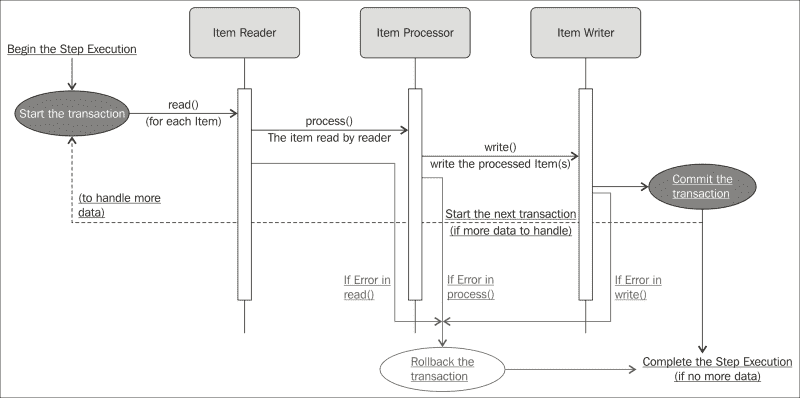 Item Reader
Item Processor
Item Writer
Begin the Step Execution
Start the transaction
read()
(for each Item)
process()
The item read by reader
write()
write the processed Item(s)
Commit the
transaction
(to handle more
data)
Start the next transaction
(if more data to handle)
If Error in
read()
If Error in
process()
If Error in
write()
Rollback the
transaction
Complete the Step Execution
(if no more data)